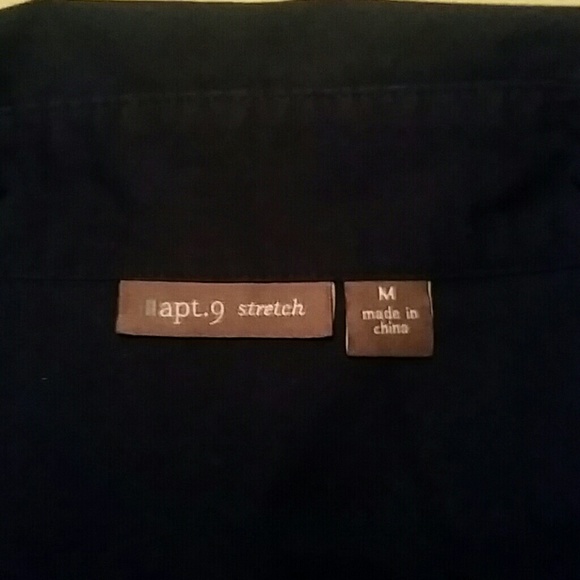 apt.9 stretch
M
made in
china